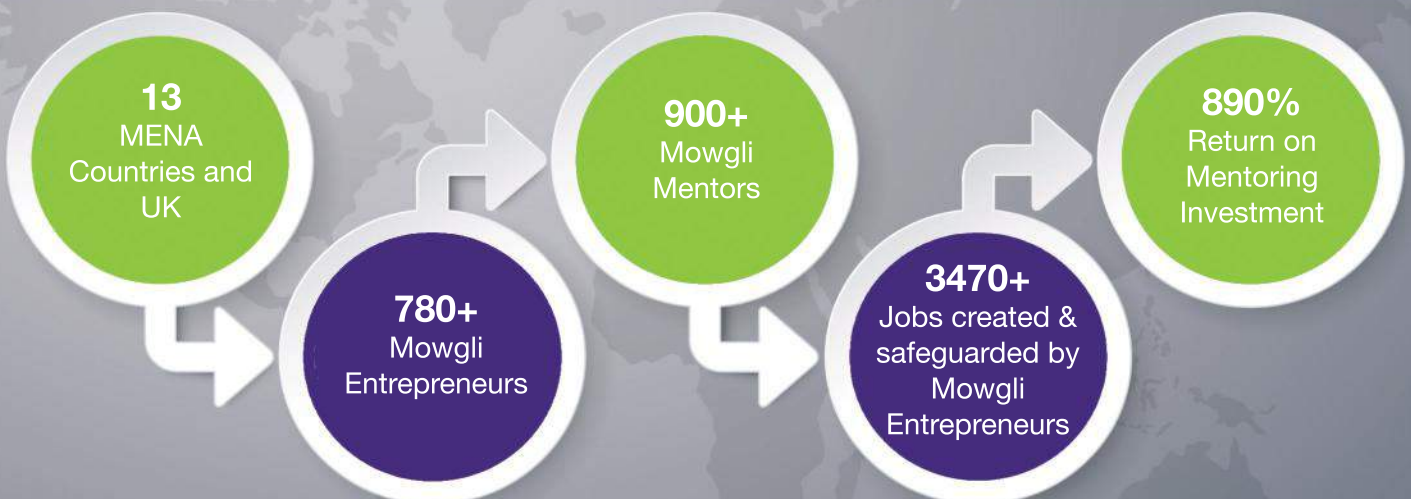 13
MENA
Countries and
UK
780+
Mowgli
Entrepreneurs
900+
Mowgli
Mentors
3470+
Jobs created &
safeguarded by
Mowgli
Entrepreneurs
890%
Return on
Mentoring
Investment